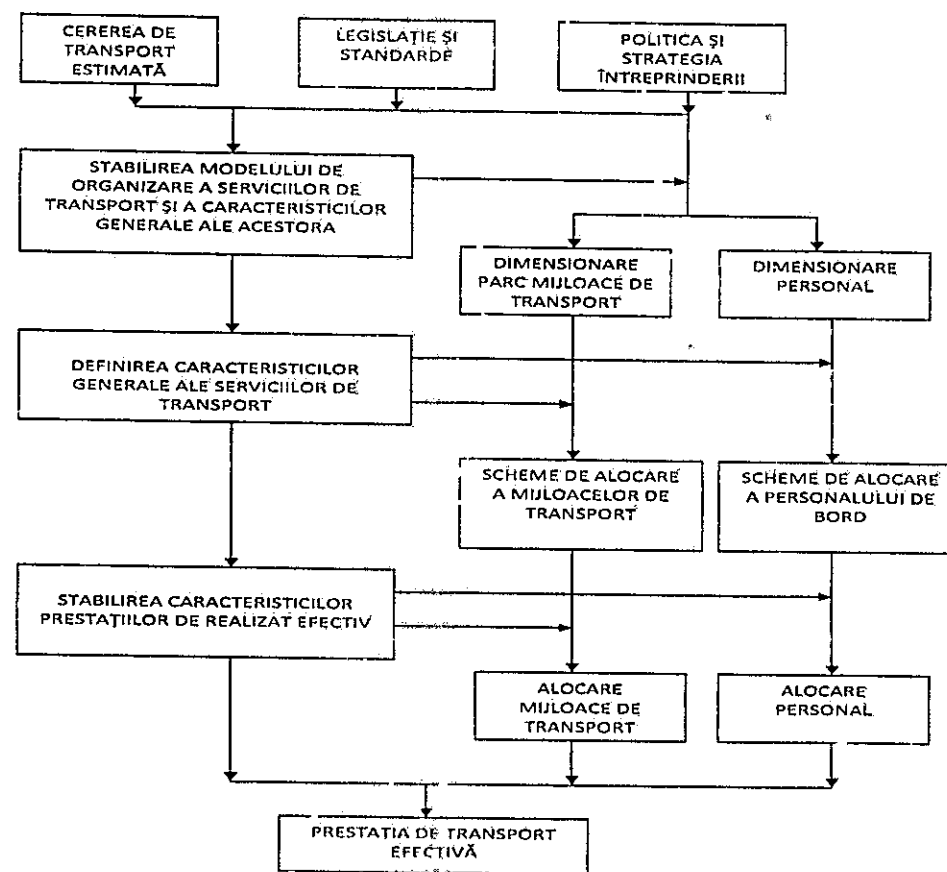 CEREREA DE
TRANSPORT
ESTIMATĂ
LEGISLAȚIE ȘI
STANDARDE
POLITICA ȘI
STRATEGIA
ÎNTREPRINDERII
STABILIREA MODELULUI DE
ORGANIZARE A SERVICIILOR DE
TRANSPORT ȘI A CARACTERISTICILOR
GENERALE ALE ACESTORA
DIMENSIONARE
PARC MIJLOACE DE
TRANSPORT
DIMENSIONARE
PERSONAL
DEFINIREA CARACTERISTICILOR
GENERALE ALE SERVICIILOR DE
TRANSPORT
SCHEME DE ALOCARE
A MIJLOACELOR DE
TRANSPORT
SCHEME DE ALOCARE
A PERSONALULUI DE
BORD
STABILIREA CARACTERISTICILOR
PRESTAȚIILOR DE REALIZAT EFECTIV
ALOCARE
MIJLOACE DE
TRANSPORT
ALOCARE
PERSONAL
PRESTAȚIA DE TRANSPORT
EFECTIVĂ